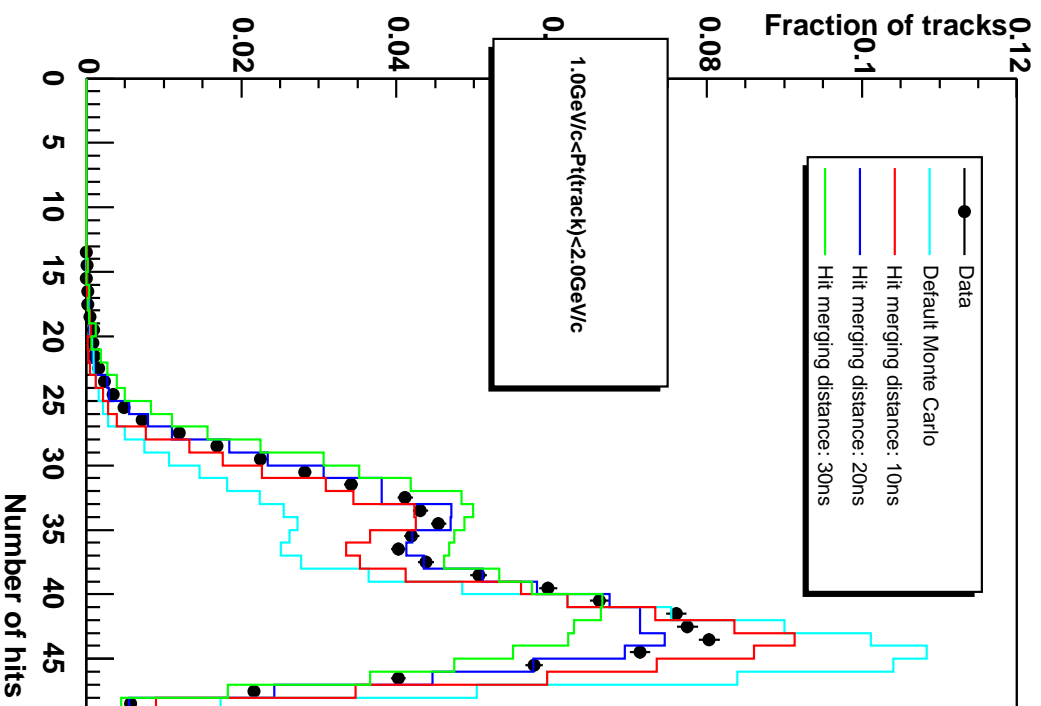 Fraction of tracks
0.12
0.1
0.08
0.04
0.02
0
1.0GeV/c<Pt(track)<2.0GeV/c
Data
Default Monte Carlo
Hit merging distance: 10ns
Hit merging distance: 20ns
Hit merging distance: 30ns
0
5
10
15
20
25
30
35
40
45
Number of hits